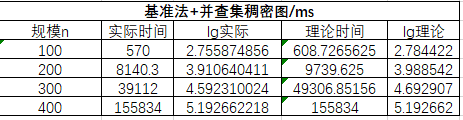 基准法+并查集稠密图/ms
规模n 实际时间 lg实际 理论时间 lg理论
100 570 2.755874856 608.7265625 2.784422
200 8140.3 3.910640411 9739.625 3.988542
300 39112 4.592310024 49306.85156 4.692907
400 155834 5.192662218 155834 5.192662